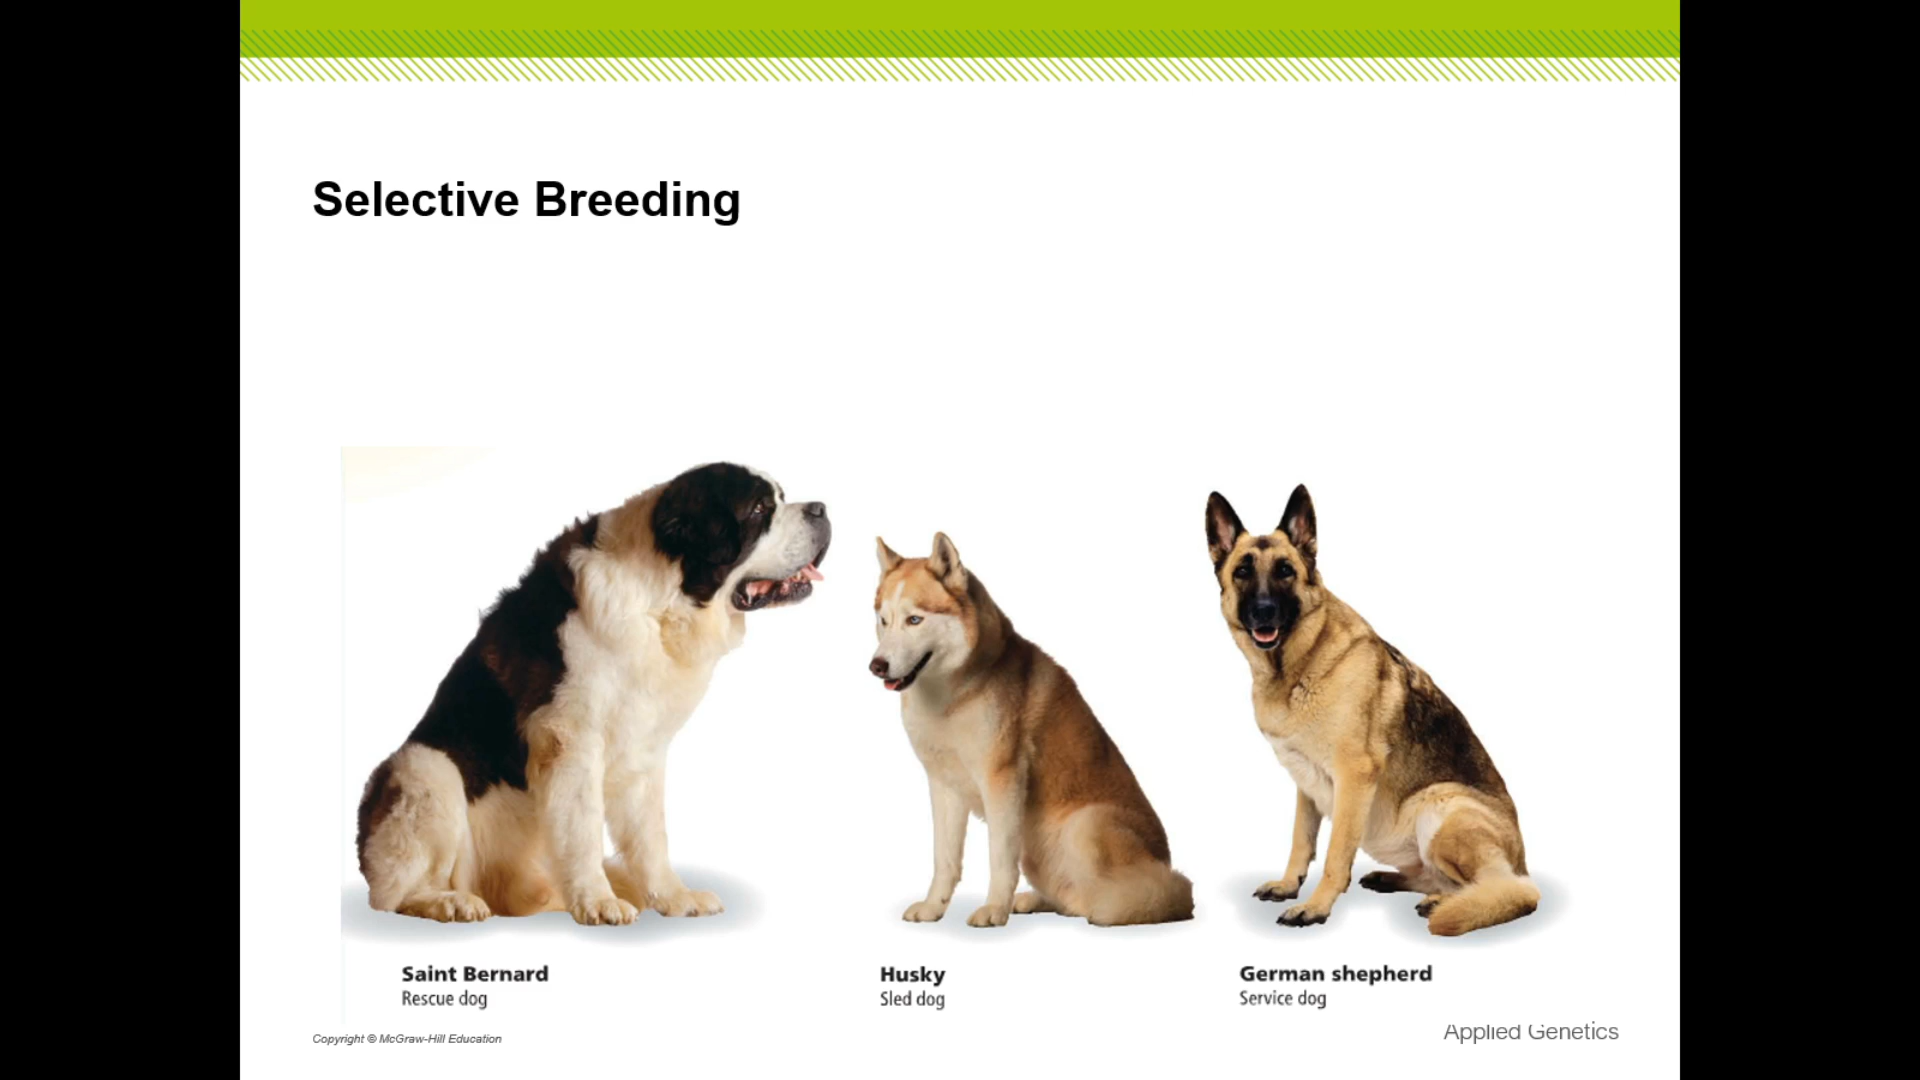 Selective Breeding
Saint Bernard
Rescue dog
Husky
Sled dog
German shepherd
Service dog
Copyright © McGraw-Hill Education
Applied Genetics